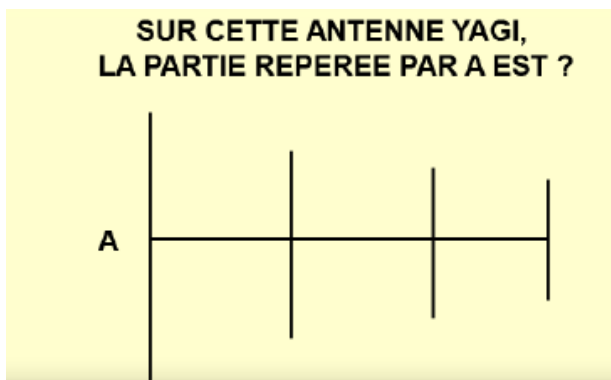 SUR CETTE ANTENNE YAGI,
LA PARTIE REPEREE PAR A EST ?
A